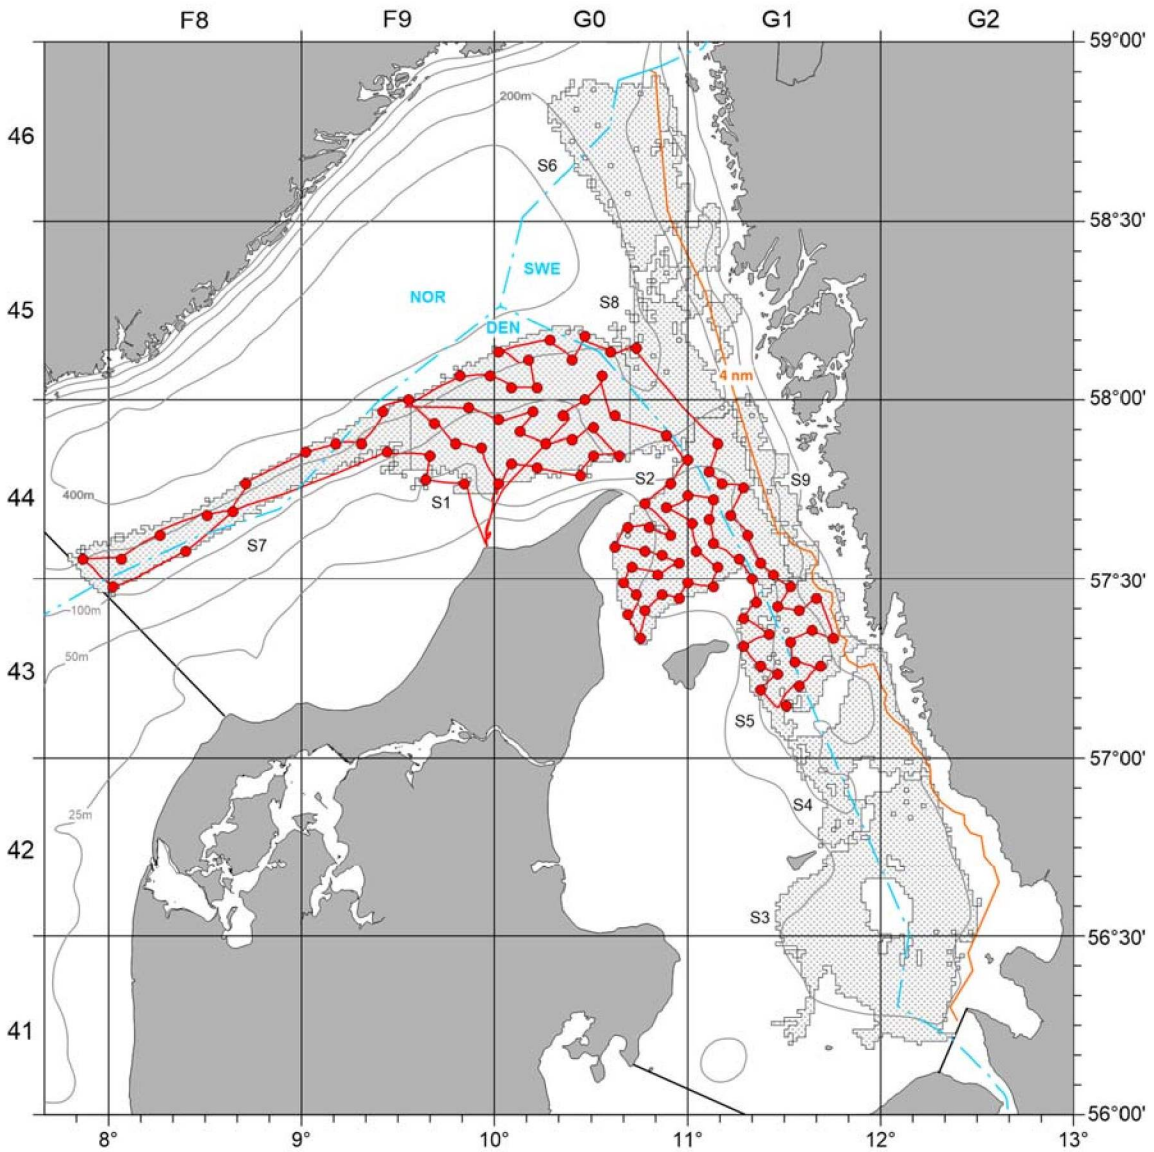 F8 F9 G0 G1 G2
59°00'
200m
46
S6
58°30'
SWE
NOR
45
S8
DEN
4 nm
58°00'
S9
S2
400m
44
S1
S7
57°30'
100m
50m
43
S5
57°00'
S4
25m
42
S3
56°30'
41
56°00'
8° 9° 10° 11° 12° 13°